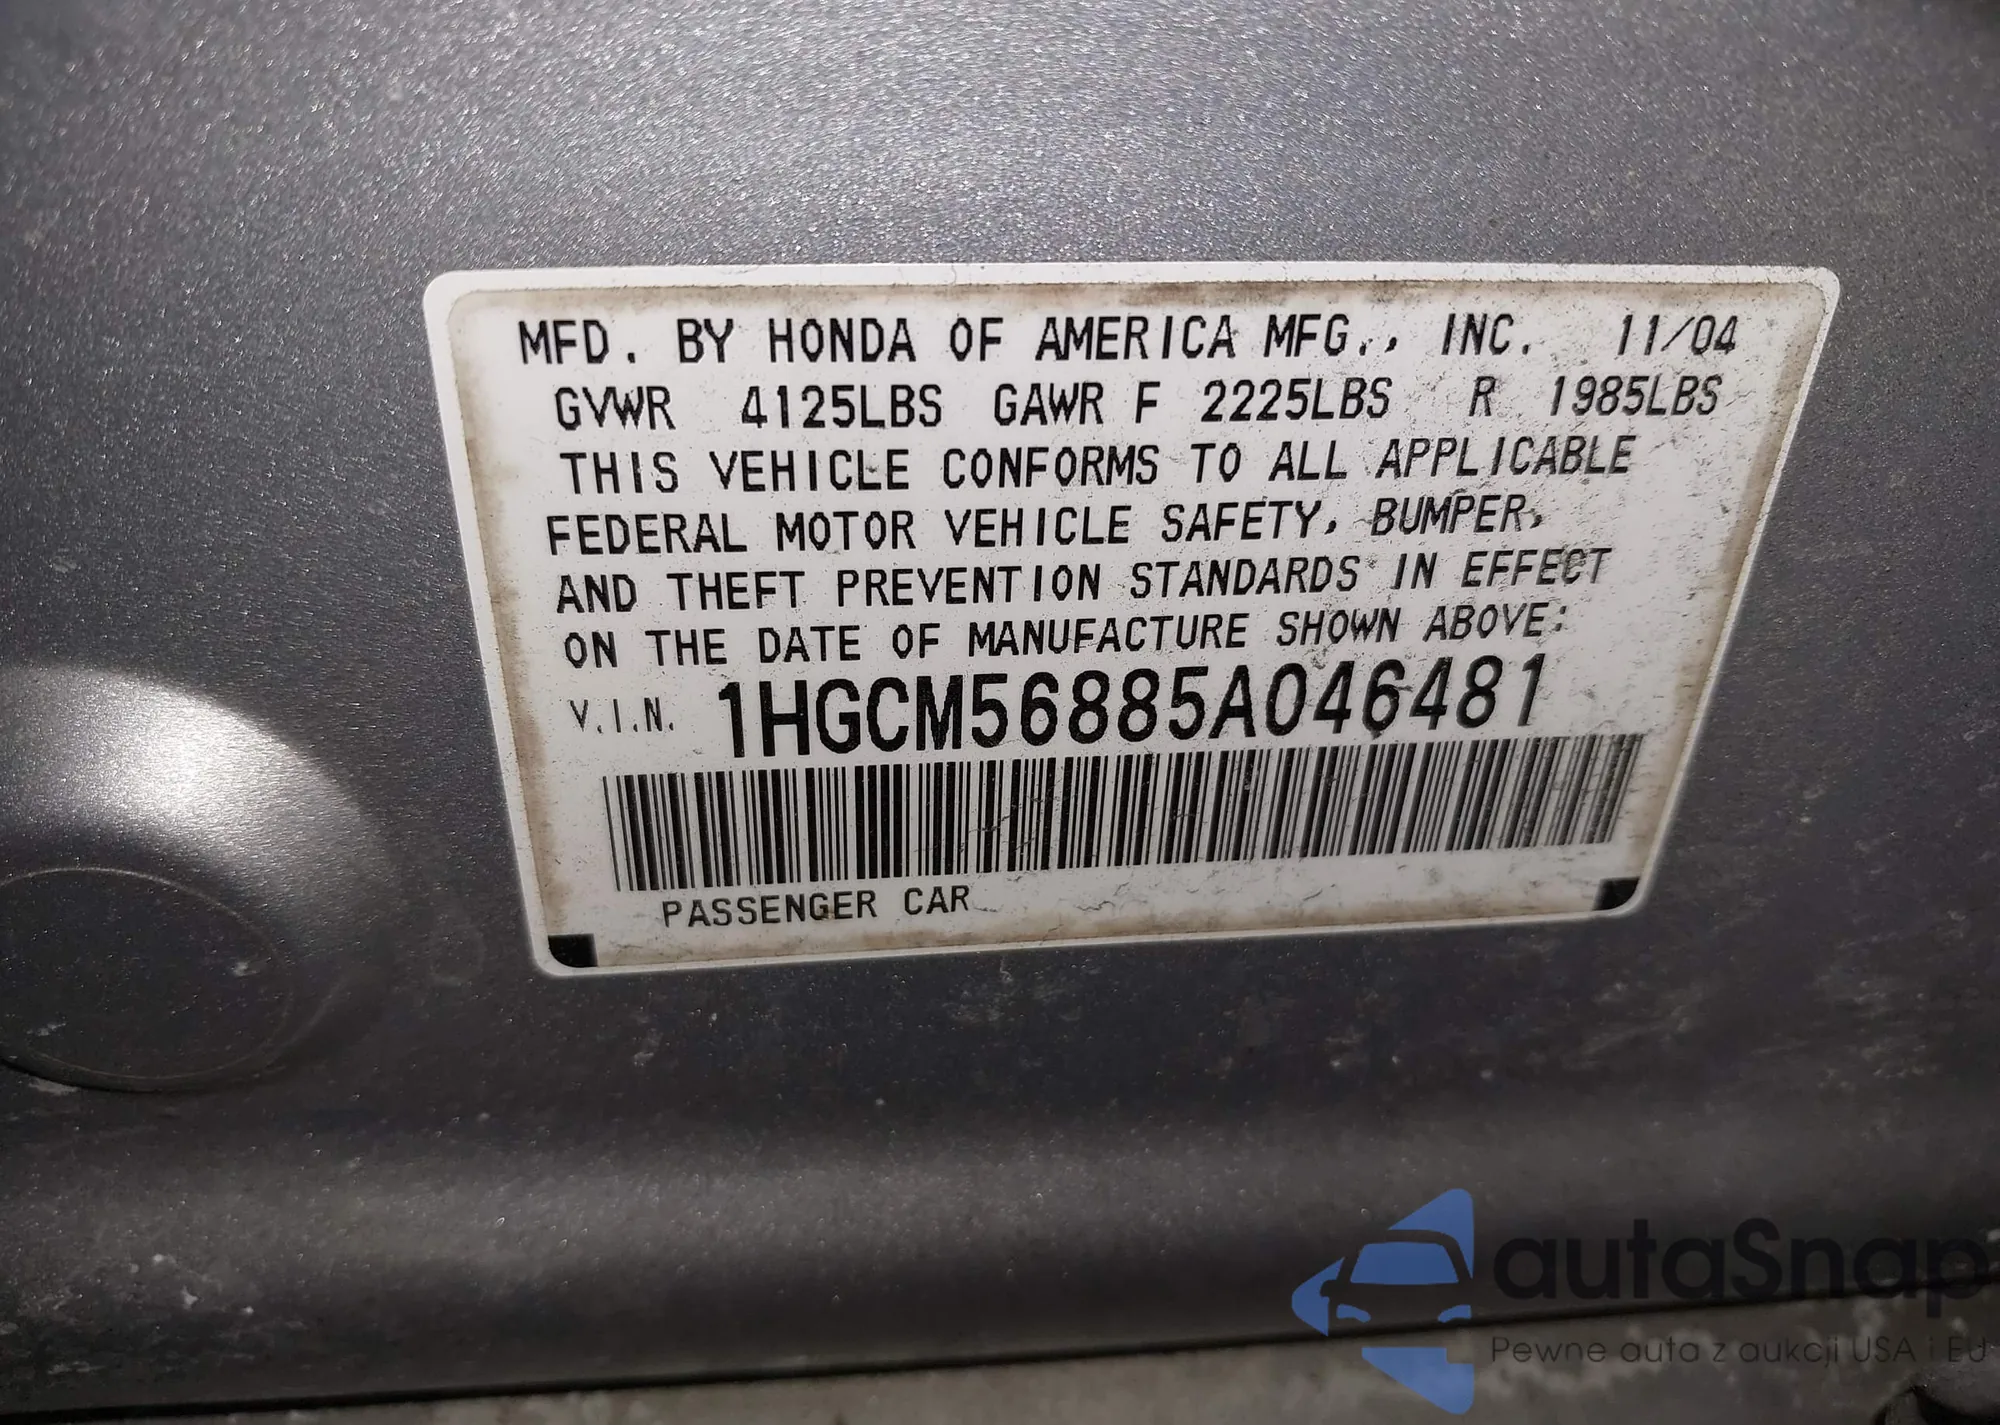 MFD. BY HONDA OF AMERICA MFG., INC. 11/04
GVWR 4125LBS GAWR F 2225LBS R 1985LBS
THIS VEHICLE CONFORMS TO ALL APPLICABLE
FEDERAL MOTOR VEHICLE SAFETY, BUMPER,
AND THEFT PREVENTION STANDARDS IN EFFECT
ON THE DATE OF MANUFACTURE SHOWN ABOVE:
V.I.N. 1HGCM56885A046481
PASSENGER CAR
autaSnap
Pewne auta z aukcji USA i EU